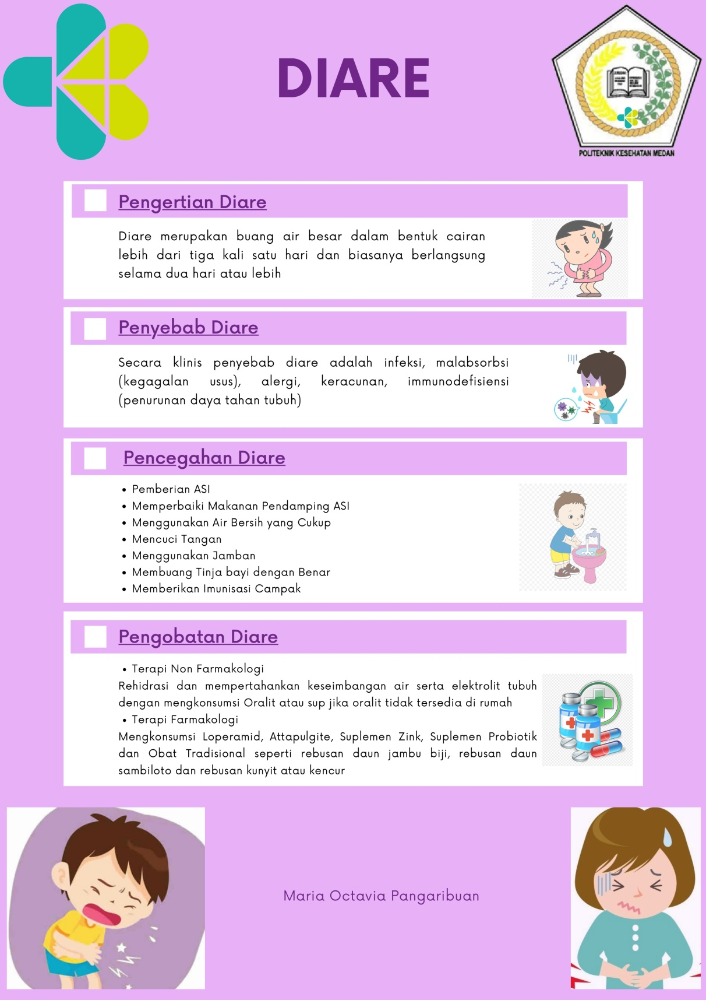 DIARE
POLITEKNIK KESEHATAN MEDAN
Pengertian Diare
Diare merupakan buang air besar dalam bentuk cairan
lebih dari tiga kali satu hari dan biasanya berlangsung
selama dua hari atau lebih
Penyebab Diare
Secara klinis penyebab diare adalah infeksi, malabsorbsi
(kegagalan usus), alergi, keracunan, immunodefisiensi
(penurunan daya tahan tubuh)
Pencegahan Diare
• Pemberian ASI
• Memperbaiki Makanan Pendamping ASI
• Menggunakan Air Bersih yang Cukup
• Mencuci Tangan
• Menggunakan Jamban
• Membuang Tinja bayi dengan Benar
• Memberikan Imunisasi Campak
Pengobatan Diare
• Terapi Non Farmakologi
Rehidrasi dan mempertahankan keseimbangan air serta elektrolit tubuh
dengan mengkonsumsi Oralit atau sup jika oralit tidak tersedia di rumah
• Terapi Farmakologi
Mengkonsumsi Loperamid, Attapulgite, Suplemen Zink, Suplemen Probiotik
dan Obat Tradisional seperti rebusan daun jambu biji, rebusan daun
sambiloto dan rebusan kunyit atau kencur
Maria Octavia Pangaribuan